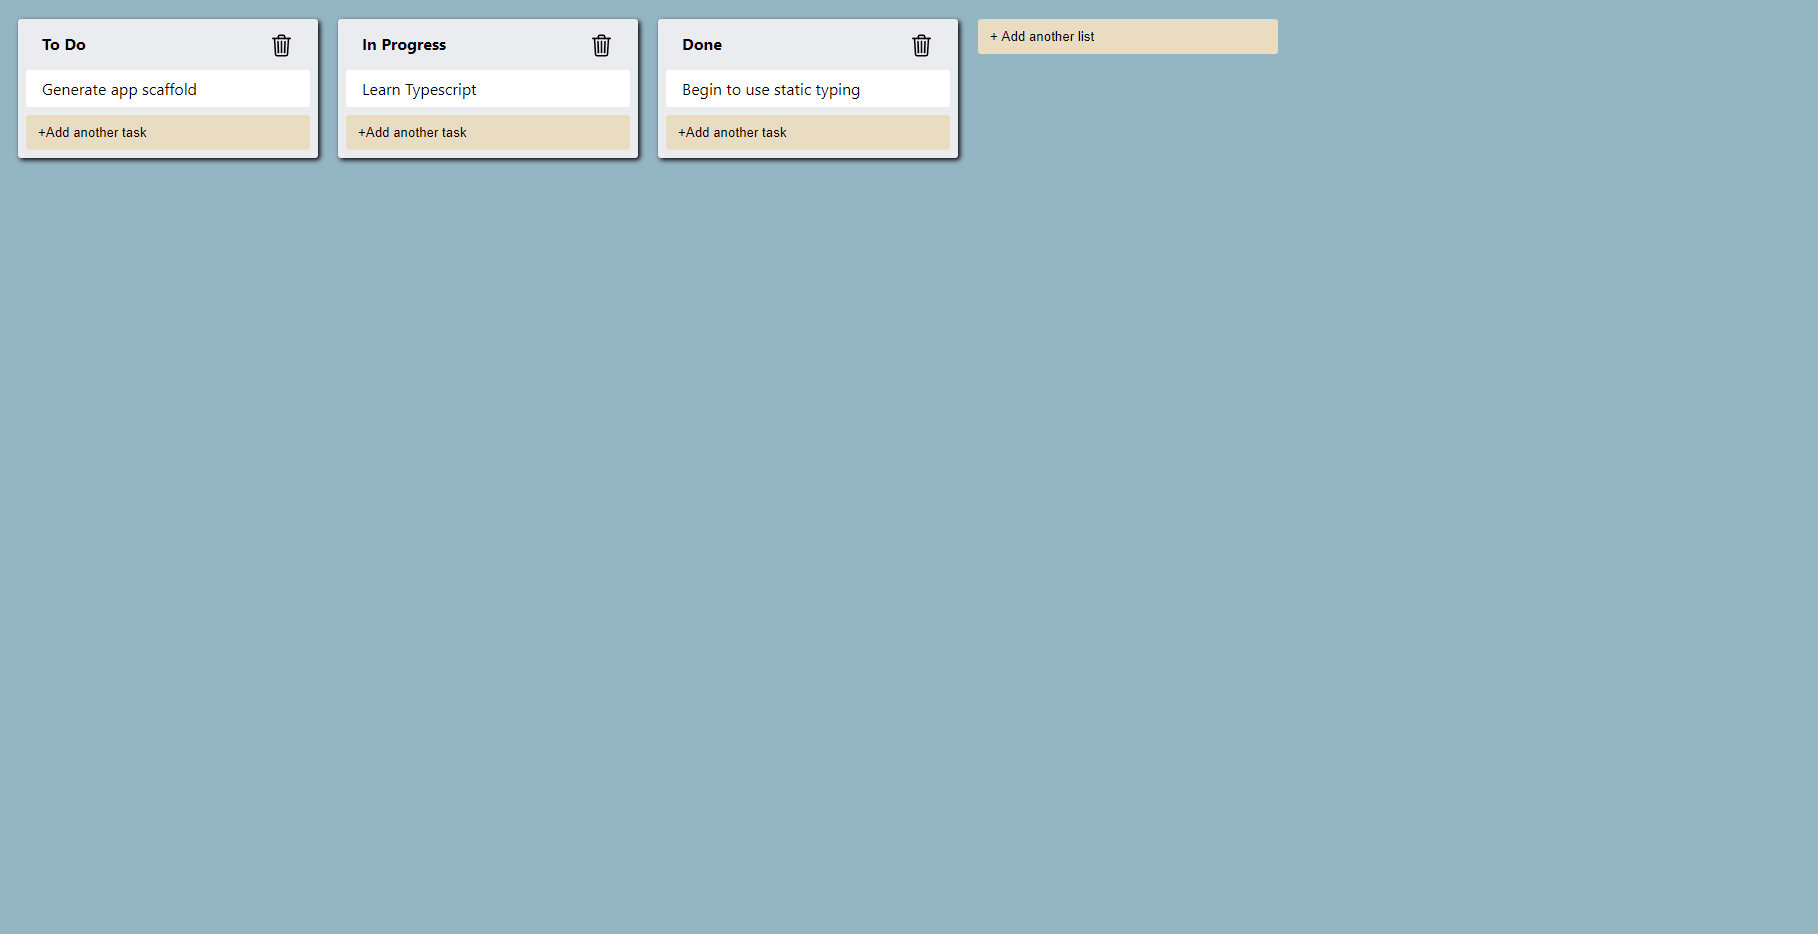 To Do
Generate app scaffold
+Add another task
In Progress
Learn Typescript
+Add another task
Done
Begin to use static typing
+Add another task
+ Add another list